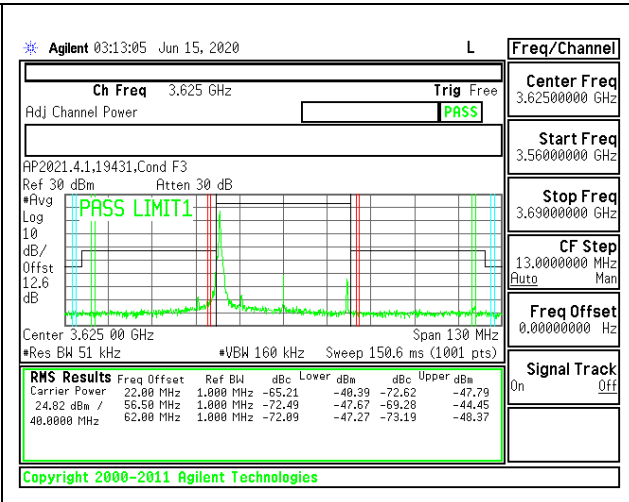 Agilent 03:13:05 Jun 15, 2020 L
Freq/Channel
Ch Freq 3.625 GHz Trig Free
Adj Channel Power PASS
AP2021.4.1,19431,Cond F3
Ref 30 dBm Atten 30 dB
#Avg
Log
10
dB/
Offst
12.6
dB
PASS LIMIT1
Center 3.625 00 GHz Span 130 MHz
#Res BW 51 kHz #VBW 160 kHz Sweep 150.6 ms (1001 pts)
RMS Results Freq Offset Ref BW dBc Lower dBm dBc Upper dBm
Carrier Power 22.00 MHz 1.000 MHz -65.21 -40.39 -72.62 -47.79
24.82 dBm / 56.50 MHz 1.000 MHz -72.49 -47.67 -69.28 -44.45
40.0000 MHz 62.00 MHz 1.000 MHz -72.09 -47.27 -73.19 -48.37
Copyright 2000-2011 Agilent Technologies
Center Freq
3.62500000 GHz
Start Freq
3.56000000 GHz
Stop Freq
3.69000000 GHz
CF Step
13.0000000 MHz
Auto Man
Freq Offset
0.00000000 Hz
Signal Track
On Off